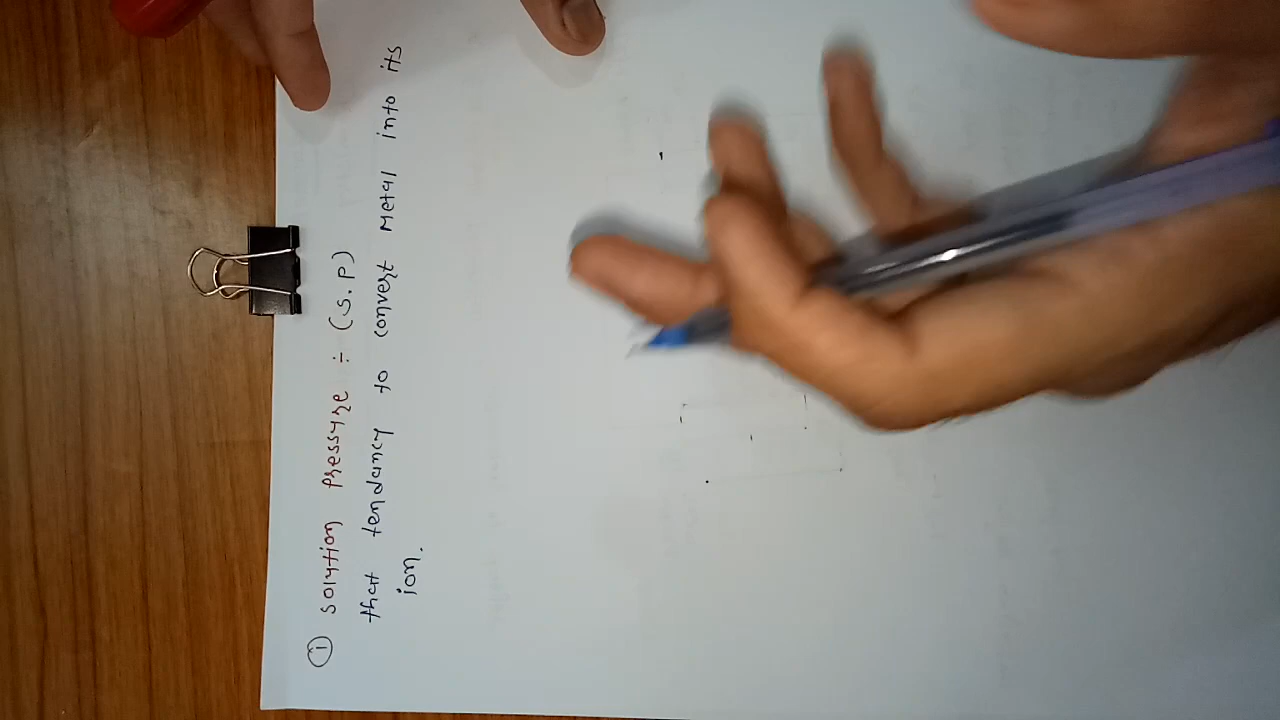 ① solution pressure ÷ (s.p)
that tendancy to convert Metal into its
ion.